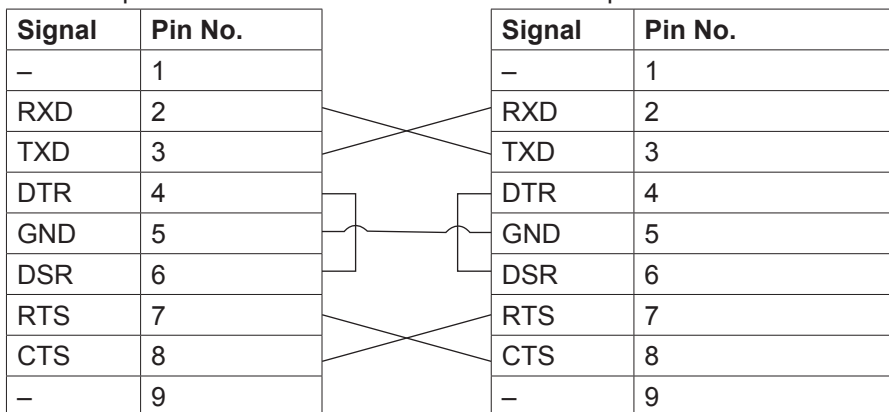 Signal Pin No. Signal Pin No.
– 1 – 1
RXD 2 RXD 2
TXD 3 TXD 3
DTR 4 DTR 4
GND 5 GND 5
DSR 6 DSR 6
RTS 7 RTS 7
CTS 8 CTS 8
– 9 – 9